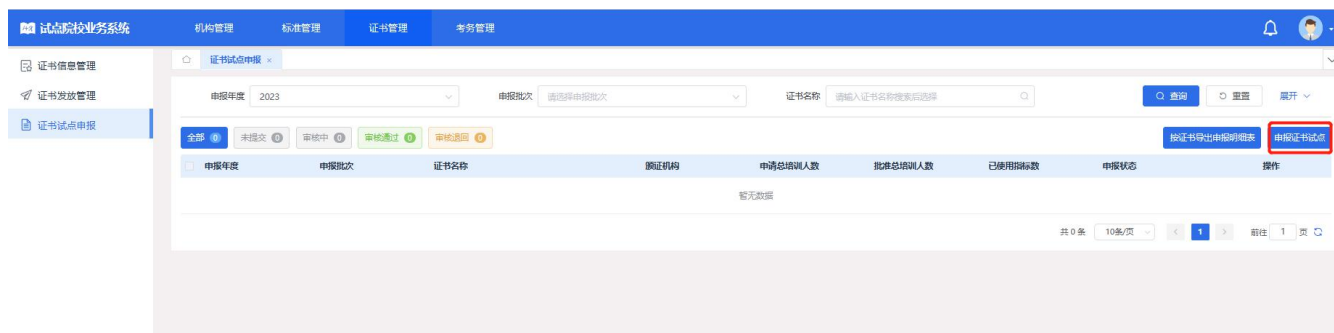 试点院校业务系统 机构管理 标准管理 证书管理 考务管理
证书信息管理
证书发放管理
证书试点申报
证书试点申报 ×
申报年度 2023 申报批次 请选择申报批次 证书名称 请输入证书名称搜索后选择 查询 重置 展开
全部 0 未提交 0 审核中 0 审核通过 0 审核退回 0 按证书导出申报明细表 申报证书试点
申报年度 申报批次 证书名称 颁证机构 申请总培训人数 批准总培训人数 已使用指标数 申报状态 操作
暂无数据
共 0 条 10条/页 < 1 > 前往 1 页